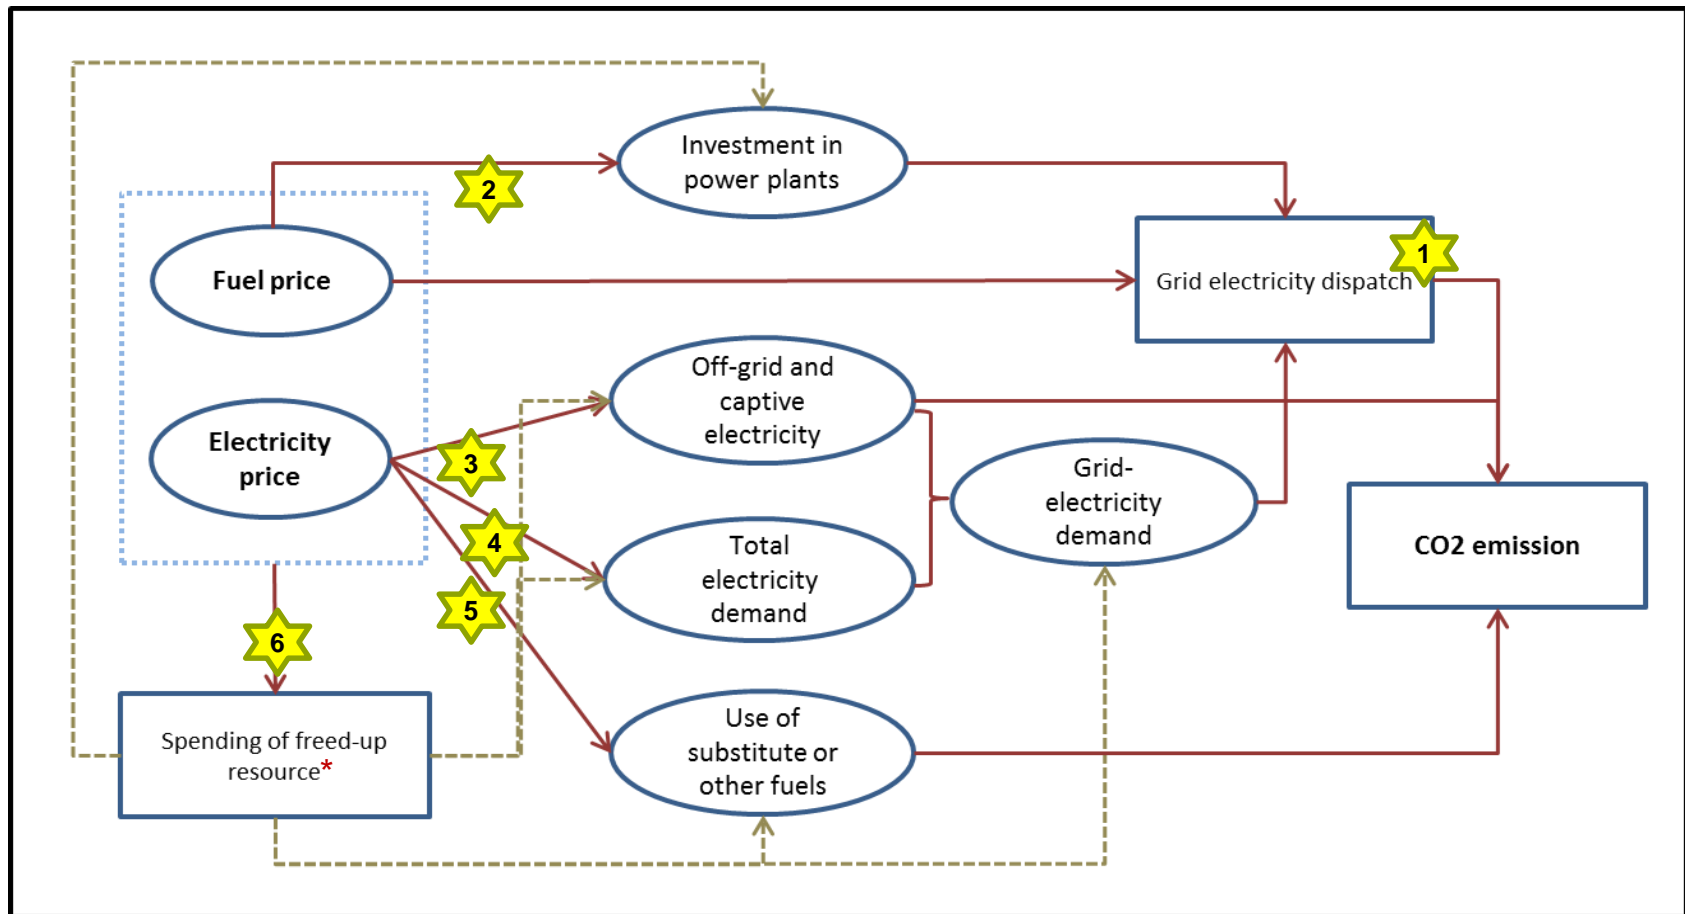 Investment in
power plants
2
Fuel price
1
Grid electricity dispatch
Off-grid and
captive
electricity
Electricity
price
3
Grid-
electricity
demand
4
Total
electricity
demand
CO2 emission
5
6
Spending of freed-up
resource*
Use of
substitute or
other fuels